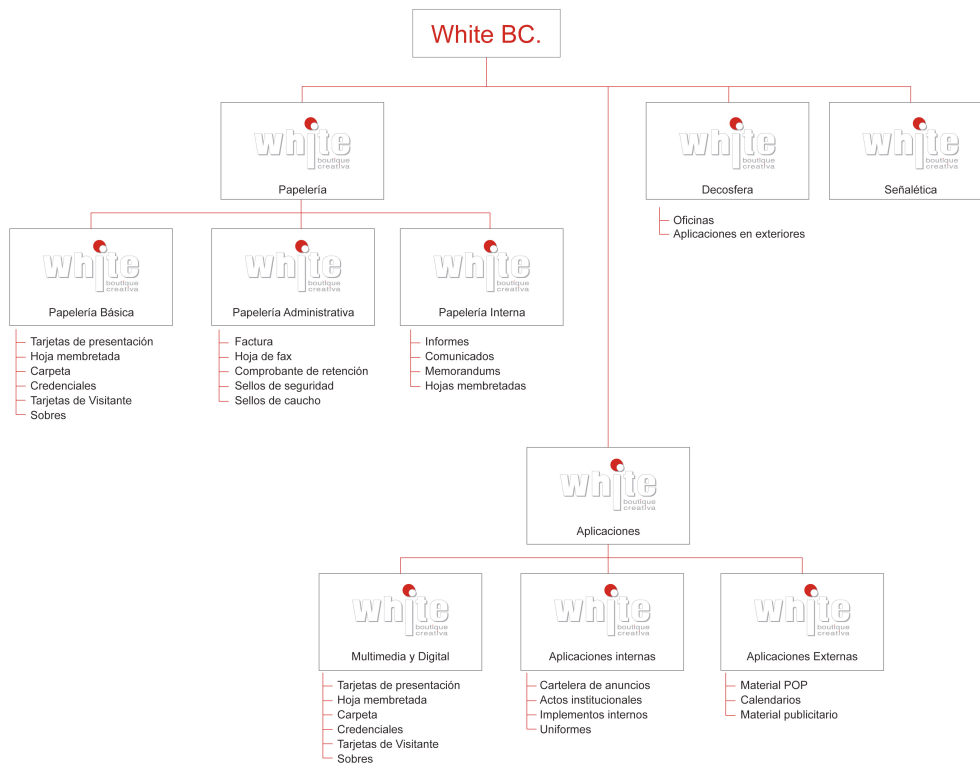 White BC.
white
boutique
creativa
Papelería
white
boutique
creativa
Decosfera
Oficinas
Aplicaciones en exteriores
white
boutique
creativa
Señalética
white
boutique
creativa
Papelería Básica
Tarjetas de presentación
Hoja membretada
Carpeta
Credenciales
Tarjetas de Visitante
Sobres
white
boutique
creativa
Papelería Administrativa
Factura
Hoja de fax
Comprobante de retención
Sellos de seguridad
Sellos de caucho
white
boutique
creativa
Papelería Interna
Informes
Comunicados
Memorandums
Hojas membretadas
white
boutique
creativa
Aplicaciones
white
boutique
creativa
Multimedia y Digital
Tarjetas de presentación
Hoja membretada
Carpeta
Credenciales
Tarjetas de Visitante
Sobres
white
boutique
creativa
Aplicaciones internas
Cartelera de anuncios
Actos institucionales
Implementos internos
Uniformes
white
boutique
creativa
Aplicaciones Externas
Material POP
Calendarios
Material publicitario